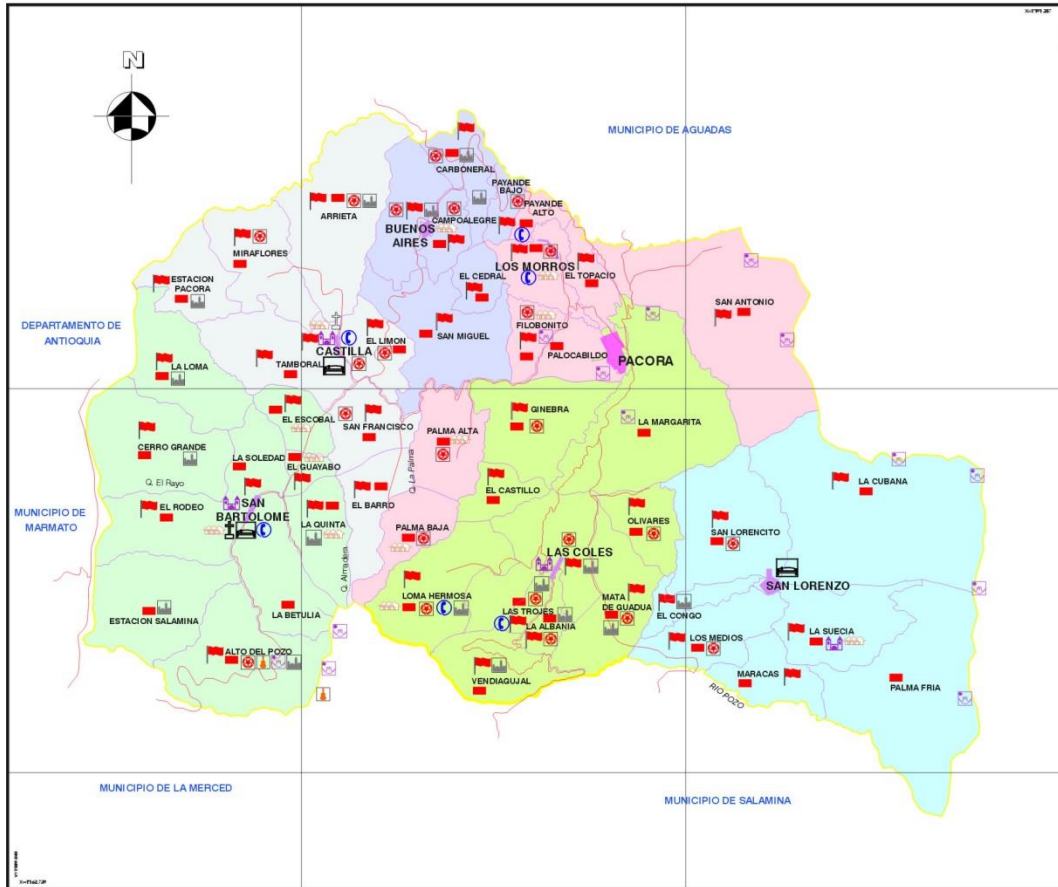 N
MUNICIPIO DE AGUADAS
CARBONERAL
PAYANDE
BAJO
PAYANDE
ALTO
ARRIETA
CAMPOALEGRE
BUENOS
AIRES
MIRAFLORES
LOS MORROS
EL CEDRAL
EL TOPACIO
ESTACION
PACORA
SAN ANTONIO
DEPARTAMENTO DE
ANTIOQUIA
FILOBONITO
SAN MIGUEL
EL LIMON
CASTILLA
PALOCABILDO
PACORA
LA LOMA
TAMBORAL
EL ESCOBAL
SAN FRANCISCO
GINEBRA
LA MARGARITA
PALMA ALTA
CERRO GRANDE
LA SOLEDAD
EL GUAYABO
Q. La Palma
Q. El Rayo
EL CASTILLO
LA CUBANA
EL BARRO
MUNICIPIO DE
MARMATO
EL RODEO
SAN
BARTOLOME
LA QUINTA
PALMA BAJA
OLIVARES
SAN LORENCITO
LAS COLES
SAN LORENZO
LOMA HERMOSA
LAS TROJES
MATA
DE GUADUA
EL CONGO
ESTACION SALAMINA
LA BETULIA
LA ALBANIA
LOS MEDIOS
LA SUECIA
ALTO DEL POZO
VENDIAGUJAL
MARACAS
PALMA FRIA
RIO POZO
MUNICIPIO DE LA MERCED
MUNICIPIO DE SALAMINA